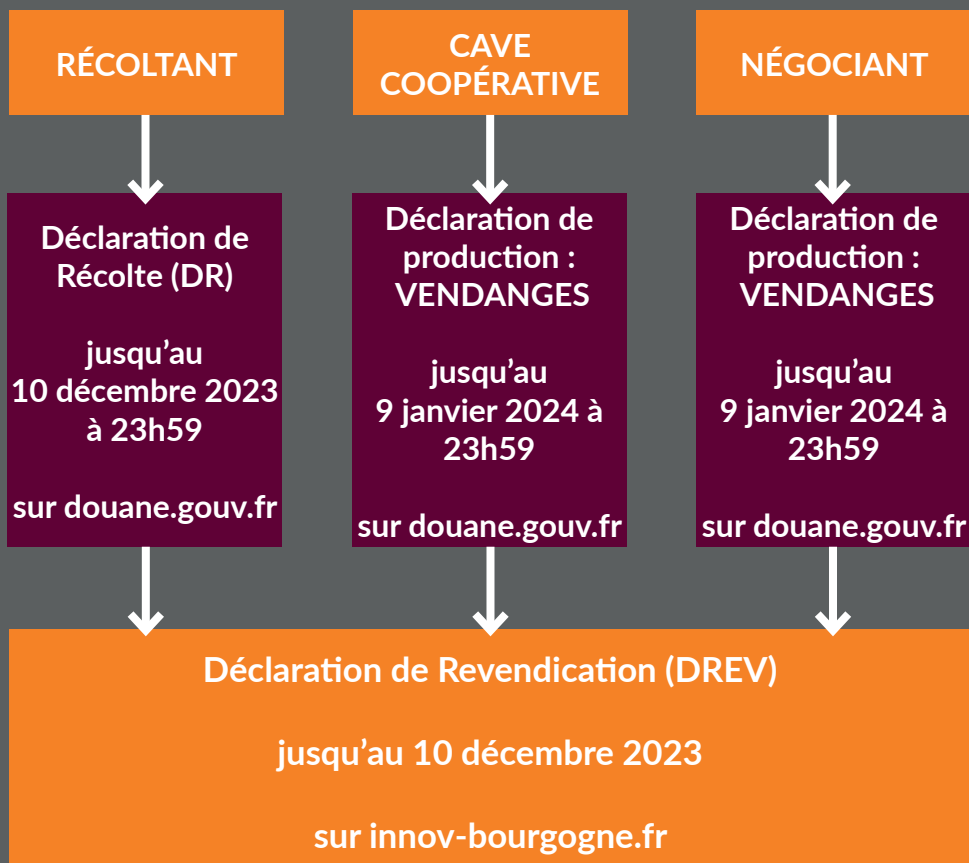 RÉCOLTANT
CAVE
COOPÉRATIVE
NÉGOCIANT
Déclaration de
Récolte (DR)
jusqu’au
10 décembre 2023
à 23h59
sur douane.gouv.fr
Déclaration de
production :
VENDANGES
jusqu’au
9 janvier 2024 à
23h59
sur douane.gouv.fr
Déclaration de
production :
VENDANGES
jusqu’au
9 janvier 2024 à
23h59
sur douane.gouv.fr
Déclaration de Revendication (DREV)
jusqu’au 10 décembre 2023
sur innov-bourgogne.fr